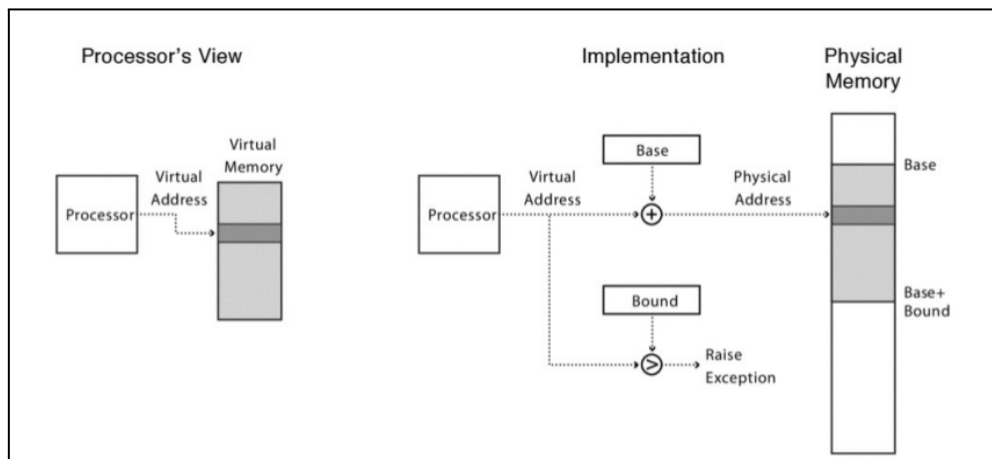 Processor's View
Implementation
Physical
Memory
Virtual
Memory
Virtual
Address
Processor
Processor
Virtual
Address
Base
Physical
Address
+
Base
Bound
Base+
Bound
>
Raise
Exception